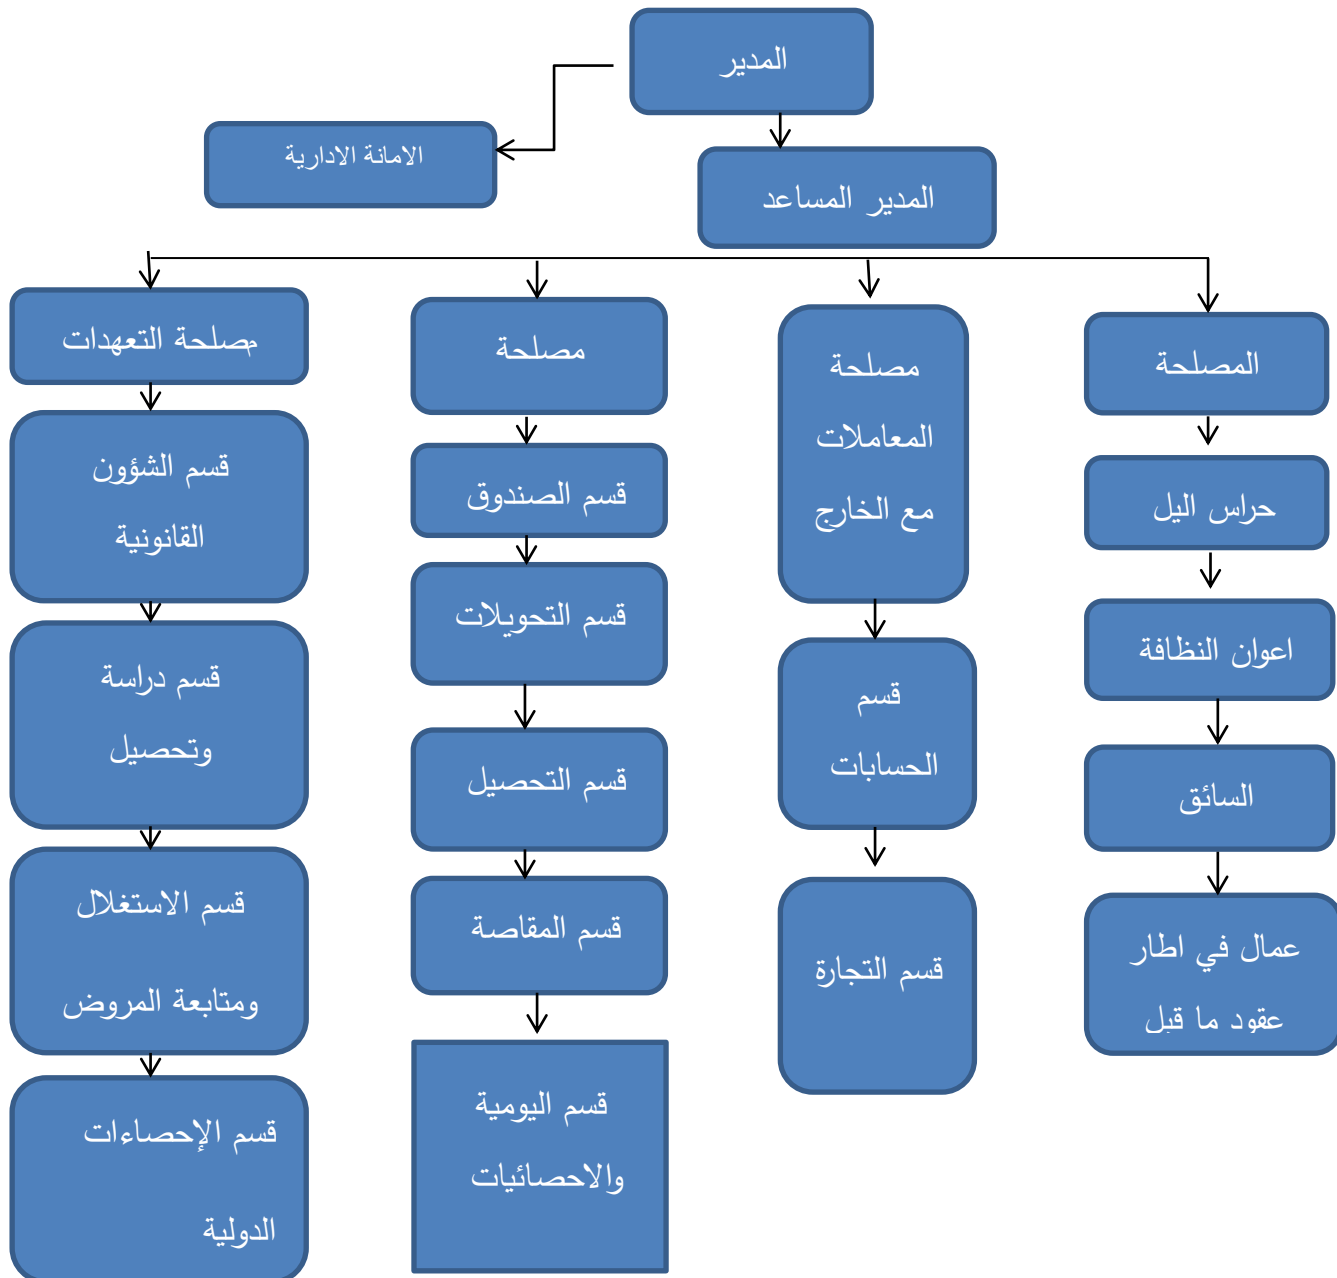 المدير
الامانة الادارية
المدير المساعد
المصلحة
حراس اليل
اعوان النظافة
السائق
عمال في اطار
عقود ما قبل
مصلحة
المعاملات
مع الخارج
قسم
الحسابات
قسم التجارة
مصلحة
قسم الصندوق
قسم التحويلات
قسم التحصيل
قسم المقاصة
قسم اليومية
والاحصائيات
مصلحة التعهدات
قسم الشؤون
القانونية
قسم دراسة
وتحصيل
قسم الاستغلال
ومتابعة المروض
قسم الإحصاءات
الدولية